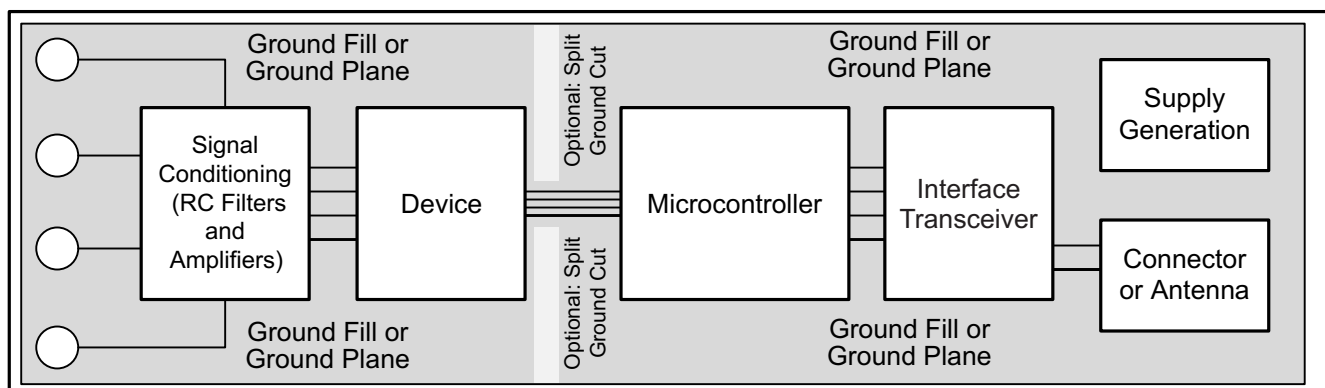 Ground Fill or
Ground Plane
Optional: Split
Ground Cut
Ground Fill or
Ground Plane
Supply
Generation
Signal
Conditioning
(RC Filters
and
Amplifiers)
Device
Microcontroller
Interface
Transceiver
Connector
or Antenna
Ground Fill or
Ground Plane
Optional: Split
Ground Cut
Ground Fill or
Ground Plane